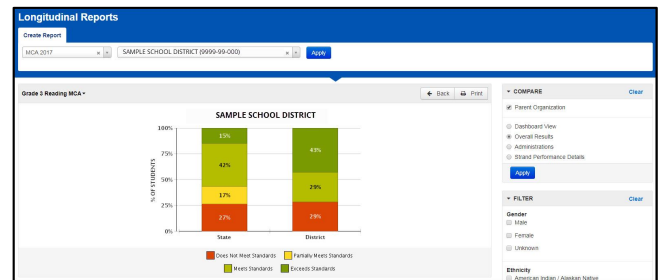 Longitudinal Reports
Create Report
MCA 2017 × SAMPLE SCHOOL DISTRICT (9999-99-000) × Apply
Grade 3 Reading MCA
Back Print
SAMPLE SCHOOL DISTRICT
% OF STUDENTS
100%
75%
50%
25%
0%
15%
42%
17%
27%
43%
29%
29%
State District
Does Not Meet Standards Partially Meets Standards
Meets Standards Exceeds Standards
COMPARE Clear
Parent Organization
Dashboard View
Overall Results
Administrations
Strand Performance Details
Apply
FILTER Clear
Gender
Male
Female
Unknown
Ethnicity
American Indian / Alaskan Native